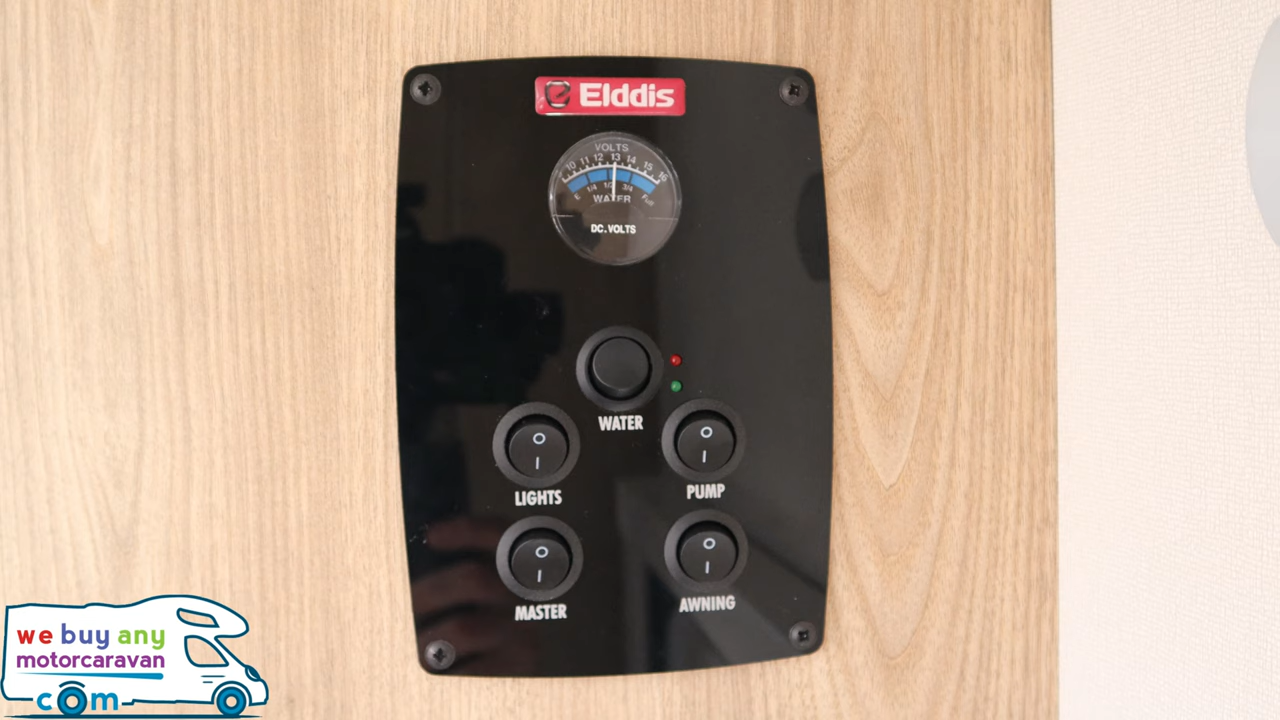 Elddis
VOLTS
10 11 12 13 14 15 16
E 1/4 1/2 3/4 Full
WATER
DC.VOLTS
WATER
LIGHTS
PUMP
MASTER
AWNING
we buy any
motorcaravan
com